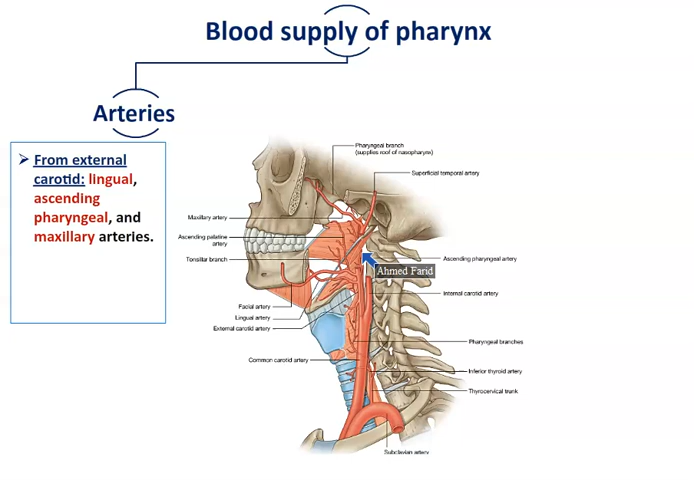 Blood supply of pharynx
Arteries
➢ From external
carotid: lingual,
ascending
pharyngeal, and
maxillary arteries.
Pharyngeal branch
(supplies roof of nasopharynx)
Superficial temporal artery
Maxillary artery
Ascending palatine
artery
Tonsillar branch
Ascending pharyngeal artery
Ahmed Farid
Internal carotid artery
Facial artery
Lingual artery
External carotid artery
Pharyngeal branches
Common carotid artery
Inferior thyroid artery
Thyrocervical trunk
Subclavian artery